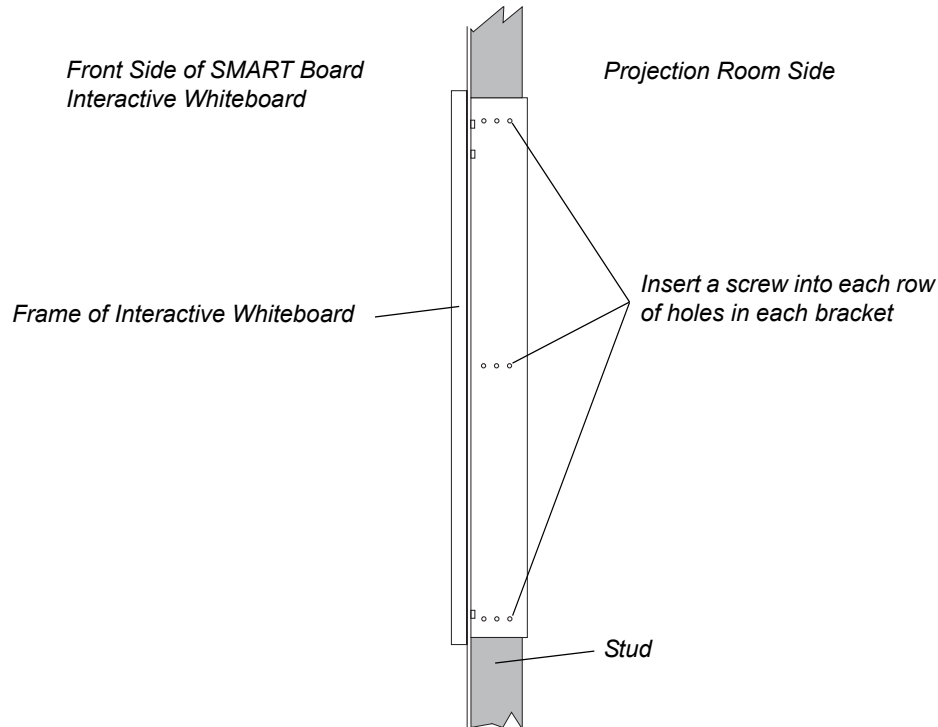 Front Side of SMART Board
Interactive Whiteboard
Projection Room Side
Insert a screw into each row
of holes in each bracket
Frame of Interactive Whiteboard
Stud